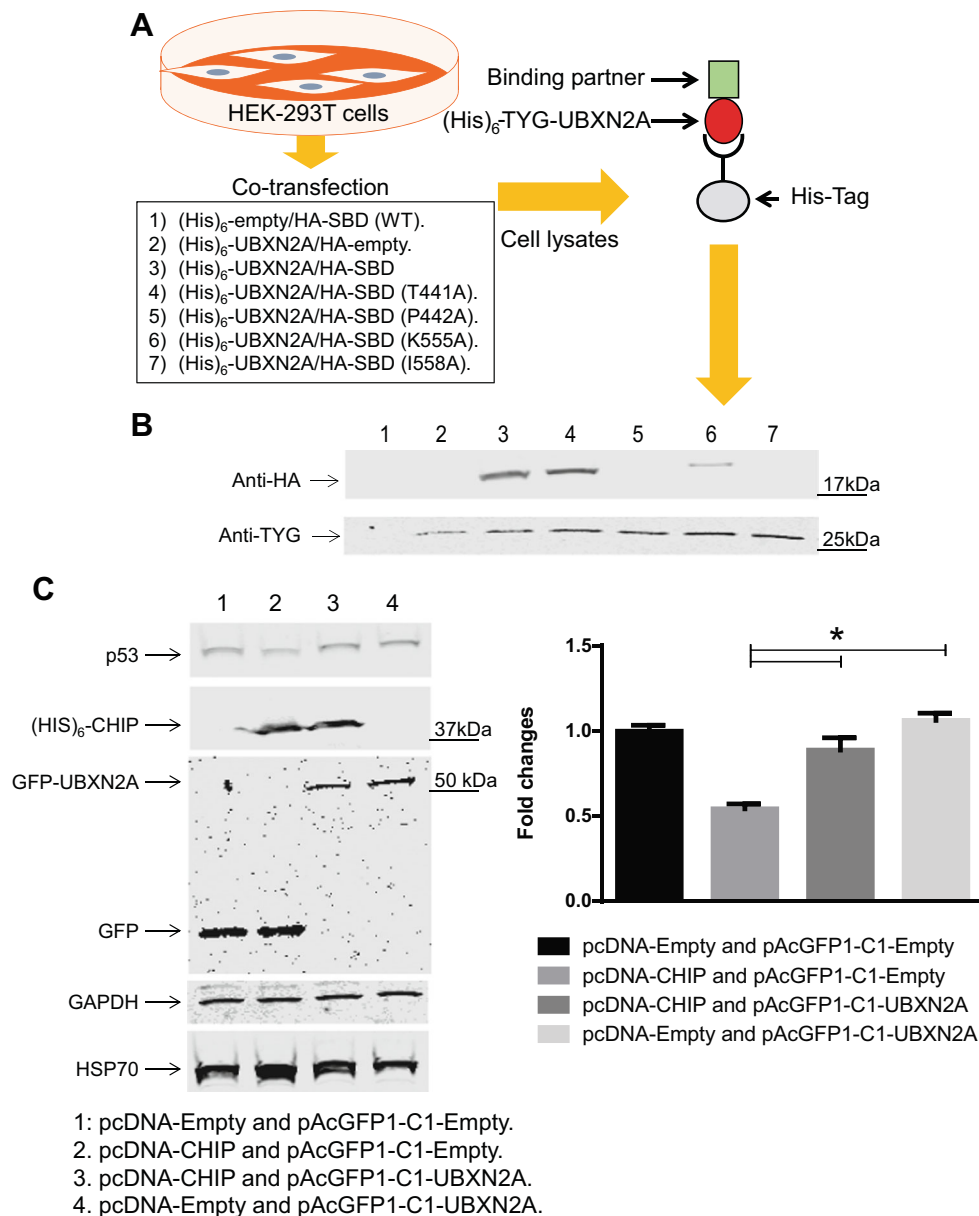 A
HEK-293T cells
Co-transfection
1) (His)₆-empty/HA-SBD (WT).
2) (His)₆-UBXN2A/HA-empty.
3) (His)₆-UBXN2A/HA-SBD
4) (His)₆-UBXN2A/HA-SBD (T441A).
5) (His)₆-UBXN2A/HA-SBD (P442A).
6) (His)₆-UBXN2A/HA-SBD (K555A).
7) (His)₆-UBXN2A/HA-SBD (I558A).
Cell lysates
Binding partner
(His)₆-TYG-UBXN2A
His-Tag
B
1 2 3 4 5 6 7
Anti-HA
17kDa
Anti-TYG
25kDa
C
1 2 3 4
p53
(HIS)₆-CHIP
37kDa
GFP-UBXN2A
50 kDa
GFP
GAPDH
HSP70
1: pcDNA-Empty and pAcGFP1-C1-Empty.
2: pcDNA-CHIP and pAcGFP1-C1-Empty.
3: pcDNA-CHIP and pAcGFP1-C1-UBXN2A.
4: pcDNA-Empty and pAcGFP1-C1-UBXN2A.
Fold changes
1.5
1.0
0.5
0.0
*
pcDNA-Empty and pAcGFP1-C1-Empty
pcDNA-CHIP and pAcGFP1-C1-Empty
pcDNA-CHIP and pAcGFP1-C1-UBXN2A
pcDNA-Empty and pAcGFP1-C1-UBXN2A